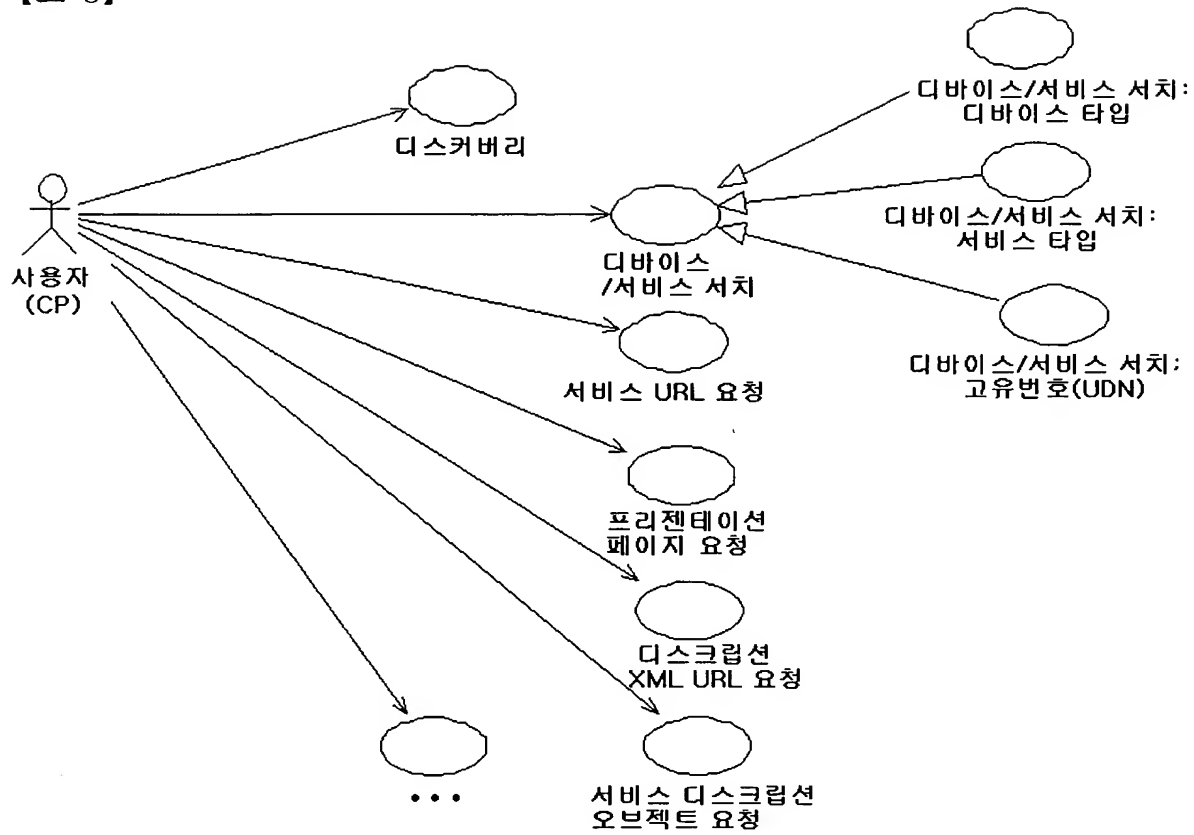 디바이스/서비스 서치:
디바이스 타입
디스커버리
디바이스/서비스 서치:
서비스 타입
사용자
(CP)
디바이스
/서비스 서치
디바이스/서비스 서치;
고유번호(UDN)
서비스 URL 요청
프리젠테이션
페이지 요청
디스크립션
XML URL 요청
•••
서비스 디스크립션
오브젝트 요청